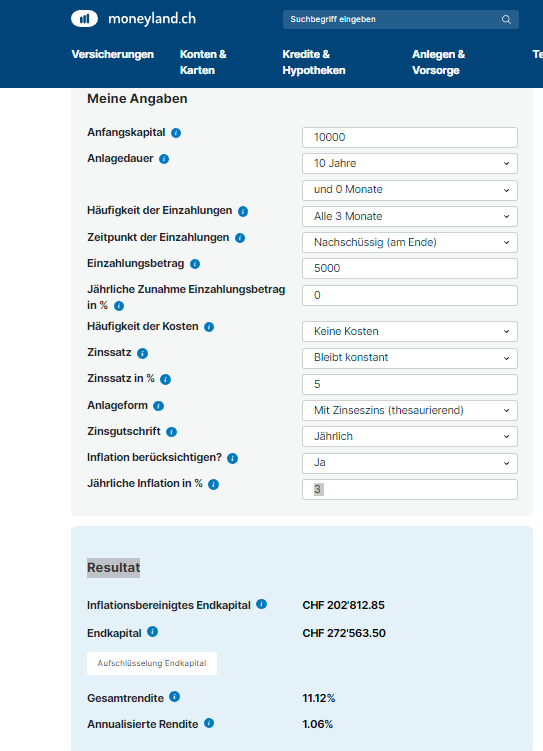 moneyland.ch
Suchbegriff eingeben
Versicherungen
Konten &
Karten
Kredite &
Hypotheken
Anlegen &
Vorsorge
Te
Meine Angaben
Anfangskapital 10000
Anlagedauer 10 Jahre
und 0 Monate
Häufigkeit der Einzahlungen Alle 3 Monate
Zeitpunkt der Einzahlungen Nachschüssig (am Ende)
Einzahlungsbetrag 5000
Jährliche Zunahme Einzahlungsbetrag
in % 0
Häufigkeit der Kosten Keine Kosten
Zinssatz Bleibt konstant
Zinssatz in % 5
Anlageform Mit Zinseszins (thesaurierend)
Zinsgutschrift Jährlich
Inflation berücksichtigen? Ja
Jährliche Inflation in % 3
Resultat
Inflationsbereinigtes Endkapital CHF 202'812.85
Endkapital CHF 272'563.50
Aufschlüsselung Endkapital
Gesamtrendite 11.12%
Annualisierte Rendite 1.06%